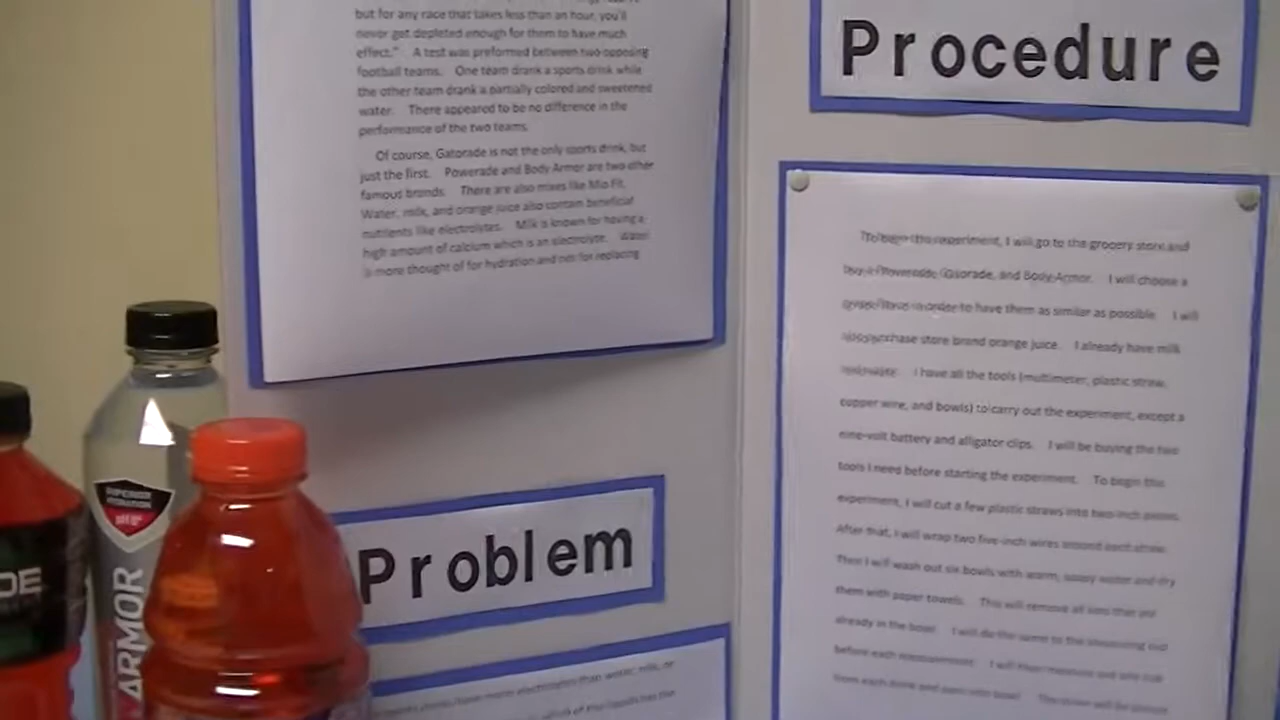 but for any race that takes less than an hour, you'll
never get depleted enough for them to have much
effect." A test was preformed between two opposing
football teams. One team drank a sports drink while
the other team drank a partially colored and sweetened
water. There appeared to be no difference in the
performance of the two teams.
Of course, Gatorade is not the only sports drink, but
just the first. Powerade and Body Armor are two other
famous brands. There are also mixes like Mio Fit.
Water, milk, and orange juice also contain beneficial
nutrients like electrolytes. Milk is known for having a
high amount of calcium which is an electrolyte. Water
is more thought of for hydration and not for replacing
Problem
electrolytes than water, milk, or
Procedure
To begin the experiment, I will go to the grocery store and
buy a Powerade, Gtorade, and Body Armor. I will choose a
in order to have them as similar as possible. I will
also purchase store brand orange juice. I already have milk
I have all the tools (multimeter, plastic straw,
copper wire, and bowls) to carry out the experiment, except a
nine-volt battery and alligator clips. I will be buying the two
tools I need before starting the experiment. To begin the
experiment, I will cut a few plastic straws into two-inch pieces.
After that, I will wrap two five-inch wires around each straw.
Then I will wash out six bowls with warm, soapy water and dry
them with paper towels. This will remove all ions that are
already in the bowl. I will do the same to the measuring cup
before each measurement. I will then measure out one cup
from each drink and pour into bowl.
SUPERIOR
HYDRATION
ARMOR
DE